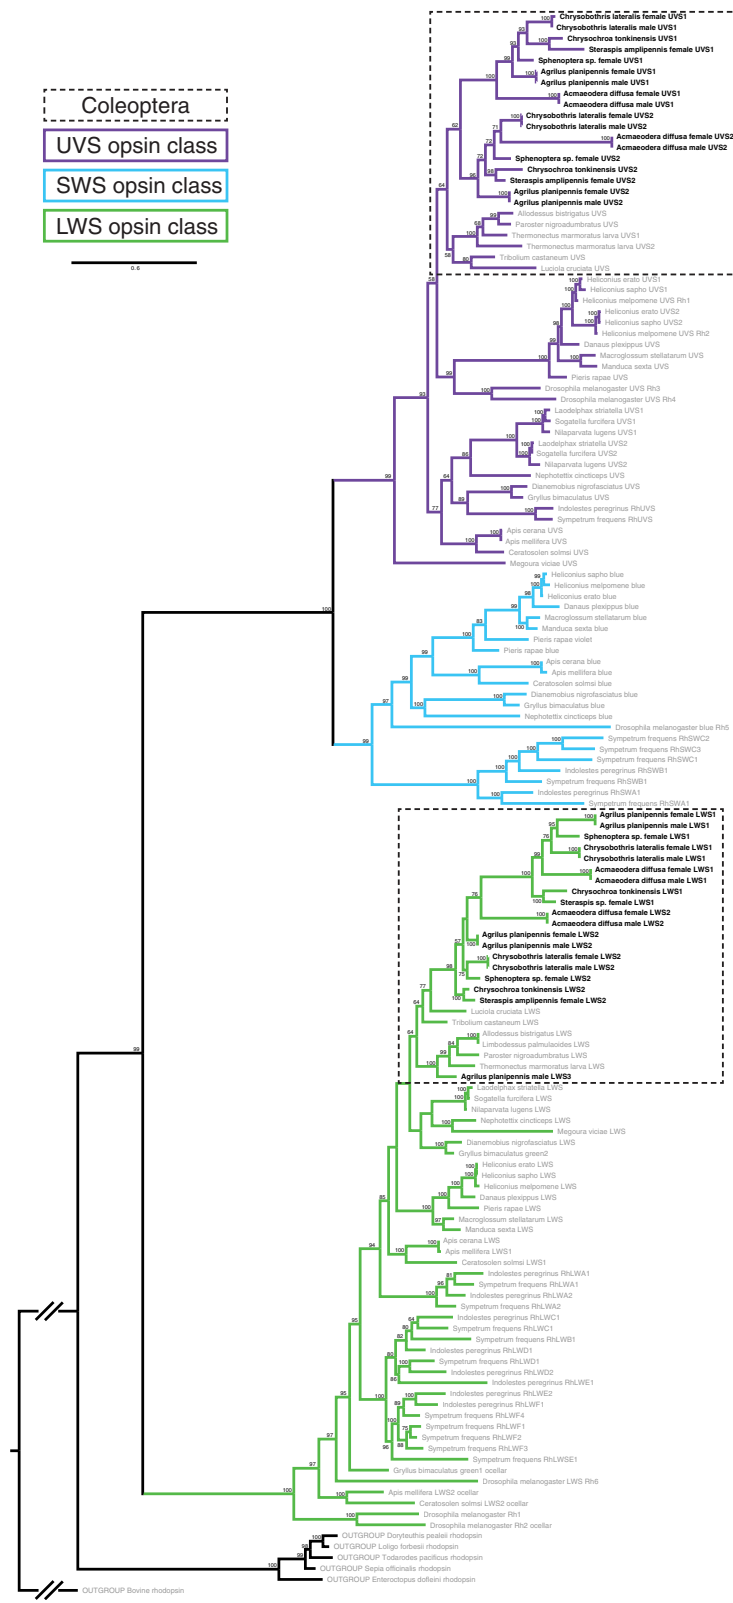 Coleoptera
UVS opsin class
SWS opsin class
LWS opsin class
0.6
Chrysobothris lateralis female UVS1
Chrysobothris lateralis male UVS1
Chrysochroa tonkinensis UVS1
Steraspis amplipennis female UVS1
Sphenoptera sp. female UVS1
Agrilus planipennis female UVS1
Agrilus planipennis male UVS1
Acmaeodera diffusa female UVS1
Acmaeodera diffusa male UVS1
Chrysobothris lateralis female UVS2
Chrysobothris lateralis male UVS2
Acmaeodera diffusa female UVS2
Acmaeodera diffusa male UVS2
Sphenoptera sp. female UVS2
Chrysochroa tonkinensis UVS2
Steraspis amplipennis female UVS2
Agrilus planipennis female UVS2
Agrilus planipennis male UVS2
Allodessus bistrigatus UVS
Paroster nigroadumbratus UVS
Thermonectus marmoratus larva UVS1
Thermonectus marmoratus larva UVS2
Tribolium castaneum UVS
Luciola cruciata UVS
Heliconius erato UVS1
Heliconius sapho UVS1
Heliconius melpomene UVS Rh1
Heliconius erato UVS2
Heliconius sapho UVS2
Heliconius melpomene UVS Rh2
Danaus plexippus UVS
Macroglossum stellatarum UVS
Manduca sexta UVS
Pieris rapae UVS
Drosophila melanogaster UVS Rh3
Drosophila melanogaster UVS Rh4
Laodelphax striatella UVS1
Sogatella furcifera UVS1
Nilaparvata lugens UVS1
Laodelphax striatella UVS2
Sogatella furcifera UVS2
Nilaparvata lugens UVS2
Nephotettix cincticeps UVS
Dianemobius nigrofasciatus UVS
Gryllus bimaculatus UVS
Indolestes peregrinus RhUVS
Sympetrum frequens RhUVS
Apis cerana UVS
Apis mellifera UVS
Ceratosolen solmsi UVS
Megoura viciae UVS
Heliconius sapho blue
Heliconius melpomene blue
Heliconius erato blue
Danaus plexippus blue
Macroglossum stellatarum blue
Manduca sexta blue
Pieris rapae violet
Pieris rapae blue
Apis cerana blue
Apis mellifera blue
Ceratosolen solmsi blue
Dianemobius nigrofasciatus blue
Gryllus bimaculatus blue
Nephotettix cincticeps blue
Drosophila melanogaster blue Rh5
Sympetrum frequens RhSWC2
Sympetrum frequens RhSWC3
Sympetrum frequens RhSWC1
Indolestes peregrinus RhSWB1
Sympetrum frequens RhSWB1
Indolestes peregrinus RhSWA1
Sympetrum frequens RhSWA1
Agrilus planipennis female LWS1
Agrilus planipennis male LWS1
Sphenoptera sp. female LWS1
Chrysobothris lateralis female LWS1
Chrysobothris lateralis male LWS1
Acmaeodera diffusa female LWS1
Acmaeodera diffusa male LWS1
Chrysochroa tonkinensis LWS1
Steraspis sp. female LWS1
Acmaeodera diffusa female LWS2
Acmaeodera diffusa male LWS2
Agrilus planipennis female LWS2
Agrilus planipennis male LWS2
Chrysobothris lateralis female LWS2
Chrysobothris lateralis male LWS2
Sphenoptera sp. female LWS2
Chrysochroa tonkinensis LWS2
Steraspis amplipennis female LWS2
Luciola cruciata LWS
Tribolium castaneum LWS
Allodessus bistrigatus LWS
Limbodessus palmulaoides LWS
Paroster nigroadumbratus LWS
Thermonectus marmoratus larva LWS
Agrilus planipennis male LWS3
Laodelphax striatella LWS
Sogatella furcifera LWS
Nilaparvata lugens LWS
Nephotettix cincticeps LWS
Megoura viciae LWS
Dianemobius nigrofasciatus LWS
Gryllus bimaculatus green2
Heliconius erato LWS
Heliconius sapho LWS
Heliconius melpomene LWS
Danaus plexippus LWS
Pieris rapae LWS
Macroglossum stellatarum LWS
Manduca sexta LWS
Apis cerana LWS
Apis mellifera LWS1
Ceratosolen solmsi LWS1
Indolestes peregrinus RhLWA1
Sympetrum frequens RhLWA1
Indolestes peregrinus RhLWA2
Sympetrum frequens RhLWA2
Indolestes peregrinus RhLWC1
Sympetrum frequens RhLWC1
Sympetrum frequens RhLWB1
Indolestes peregrinus RhLWD1
Sympetrum frequens RhLWD1
Indolestes peregrinus RhLWD2
Indolestes peregrinus RhLWE1
Indolestes peregrinus RhLWE2
Indolestes peregrinus RhLWF1
Sympetrum frequens RhLWF4
Sympetrum frequens RhLWF1
Sympetrum frequens RhLWF2
Sympetrum frequens RhLWF3
Sympetrum frequens RhLWSE1
Gryllus bimaculatus green1 ocellar
Drosophila melanogaster LWS Rh6
Apis mellifera LWS2 ocellar
Ceratosolen solmsi LWS2 ocellar
Drosophila melanogaster Rh1
Drosophila melanogaster Rh2 ocellar
OUTGROUP Doryteuthis pealeii rhodopsin
OUTGROUP Loligo forbesii rhodopsin
OUTGROUP Todarodes pacificus rhodopsin
OUTGROUP Sepia officinalis rhodopsin
OUTGROUP Enteroctopus dofleini rhodopsin
OUTGROUP Bovine rhodopsin